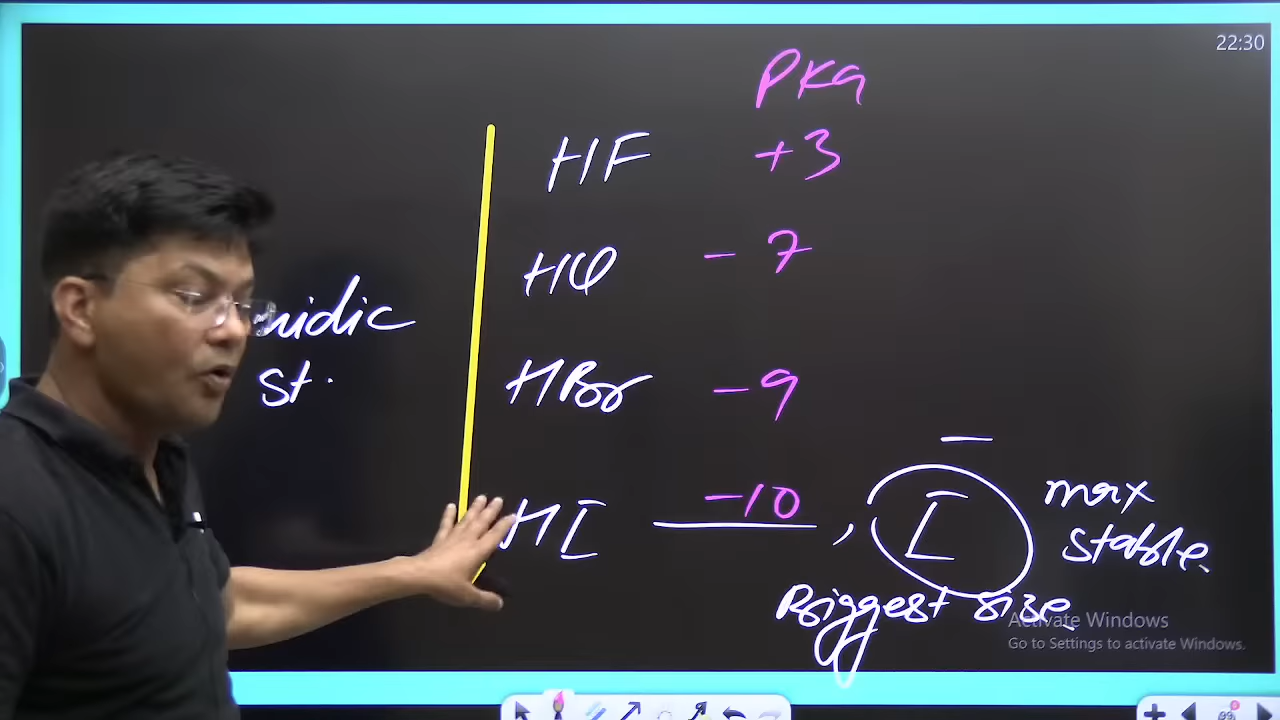 22:30
PKa
HF +3
HCl - 7
st.
HBr - 9
HI - 10 , I -
max
stable.
Biggest size
Activate Windows
Go to Settings to activate Windows.